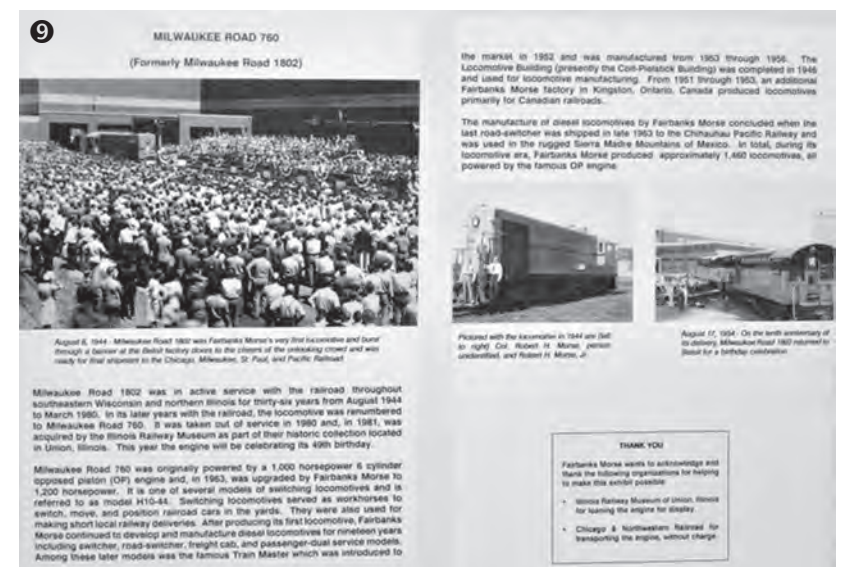 9
MILWAUKEE ROAD 760
(Formerly Milwaukee Road 1802)
August 8, 1944 - Milwaukee Road 1802 was Fairbanks Morse's very first locomotive and burst
through a banner at the Beloit factory doors to the cheers of the onlooking crowd and was
ready for final shipment to the Chicago, Milwaukee, St. Paul, and Pacific Railroad.
Milwaukee Road 1802 was in active service with the railroad throughout
southeastern Wisconsin and northern Illinois for thirty-six years from August 1944
to March 1980. In its later years with the railroad, the locomotive was renumbered
to Milwaukee Road 760. It was taken out of service in 1980 and, in 1981, was
acquired by the Illinois Railway Museum as part of their historic collection located
in Union, Illinois. This year the engine will be celebrating its 49th birthday.
Milwaukee Road 760 was originally powered by a 1,000 horsepower 6 cylinder
opposed piston (OP) engine and, in 1963, was upgraded by Fairbanks Morse to
1,200 horsepower. It is one of several models of switching locomotives and is
referred to as model H10-44. Switching locomotives served as workhorses to
switch, move, and position railroad cars in the yards. They were also used for
making short local railway deliveries. After producing its first locomotive, Fairbanks
Morse continued to develop and manufacture diesel locomotives for nineteen years
including switcher, road-switcher, freight cab, and passenger-dual service models.
Among these later models was the famous Train Master which was introduced to
the market in 1952 and was manufactured from 1953 through 1956. The
Locomotive Building (presently the Colt-Pielstick Building) was completed in 1946
and used for locomotive manufacturing. From 1951 through 1953, an additional
Fairbanks Morse factory in Kingston, Ontario, Canada produced locomotives
primarily for Canadian railroads.
The manufacture of diesel locomotives by Fairbanks Morse concluded when the
last road-switcher was shipped in late 1963 to the Chihuahua Pacific Railway and
was used in the rugged Sierra Madre Mountains of Mexico. In total, during its
locomotive era, Fairbanks Morse produced approximately 1,460 locomotives, all
powered by the famous OP engine.
Pictured with the locomotive in 1944 are (left
to right) Col. Robert H. Morse, person
unidentified, and Robert H. Morse, Jr.
August 17, 1954 - On the tenth anniversary of
its delivery, Milwaukee Road 1802 returned to
Beloit for a birthday celebration.
THANK YOU
Fairbanks Morse wants to acknowledge and
thank the following organizations for helping
to make this exhibit possible:
• Illinois Railway Museum of Union, Illinois
for loaning the engine for display.
• Chicago & Northwestern Railroad for
transporting the engine, without charge.